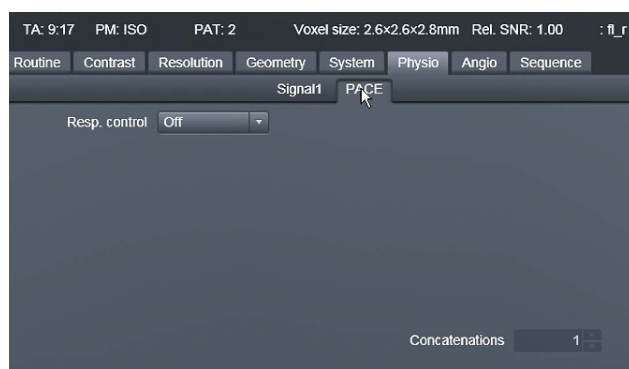 TA: 9:17 PM: ISO PAT: 2 Voxel size: 2.6×2.6×2.8mm Rel. SNR: 1.00 : fl_r
Routine Contrast Resolution Geometry System Physio Angio Sequence
Signal1 PACE
Resp. control Off
Concatenations 1